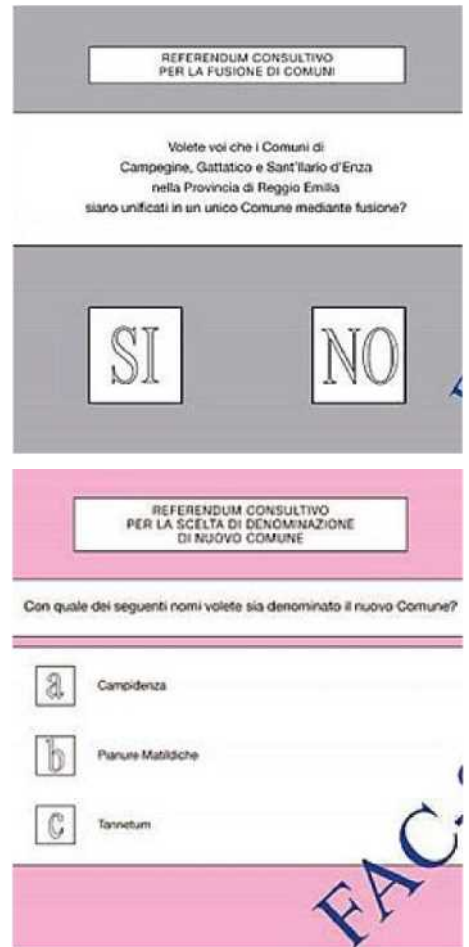 REFERENDUM CONSULTIVO
PER LA FUSIONE DI COMUNI
Volete voi che i Comuni di
Campegine, Gattatico e Sant'Ilario d'Enza
nella Provincia di Reggio Emilia
siano unificati in un unico Comune mediante fusione?
SI NO
REFERENDUM CONSULTIVO
PER LA SCELTA DI DENOMINAZIONE
DI NUOVO COMUNE
Con quale dei seguenti nomi volete sia denominato il nuovo Comune?
a Campidenza
b Pianure Matildiche
c Tannetum
FAC-